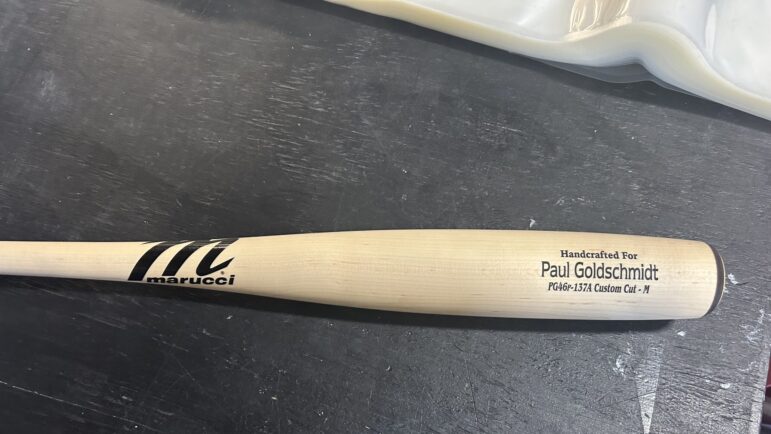 m
marucci
Handcrafted For
Paul Goldschmidt
PG46r-137A Custom Cut - M